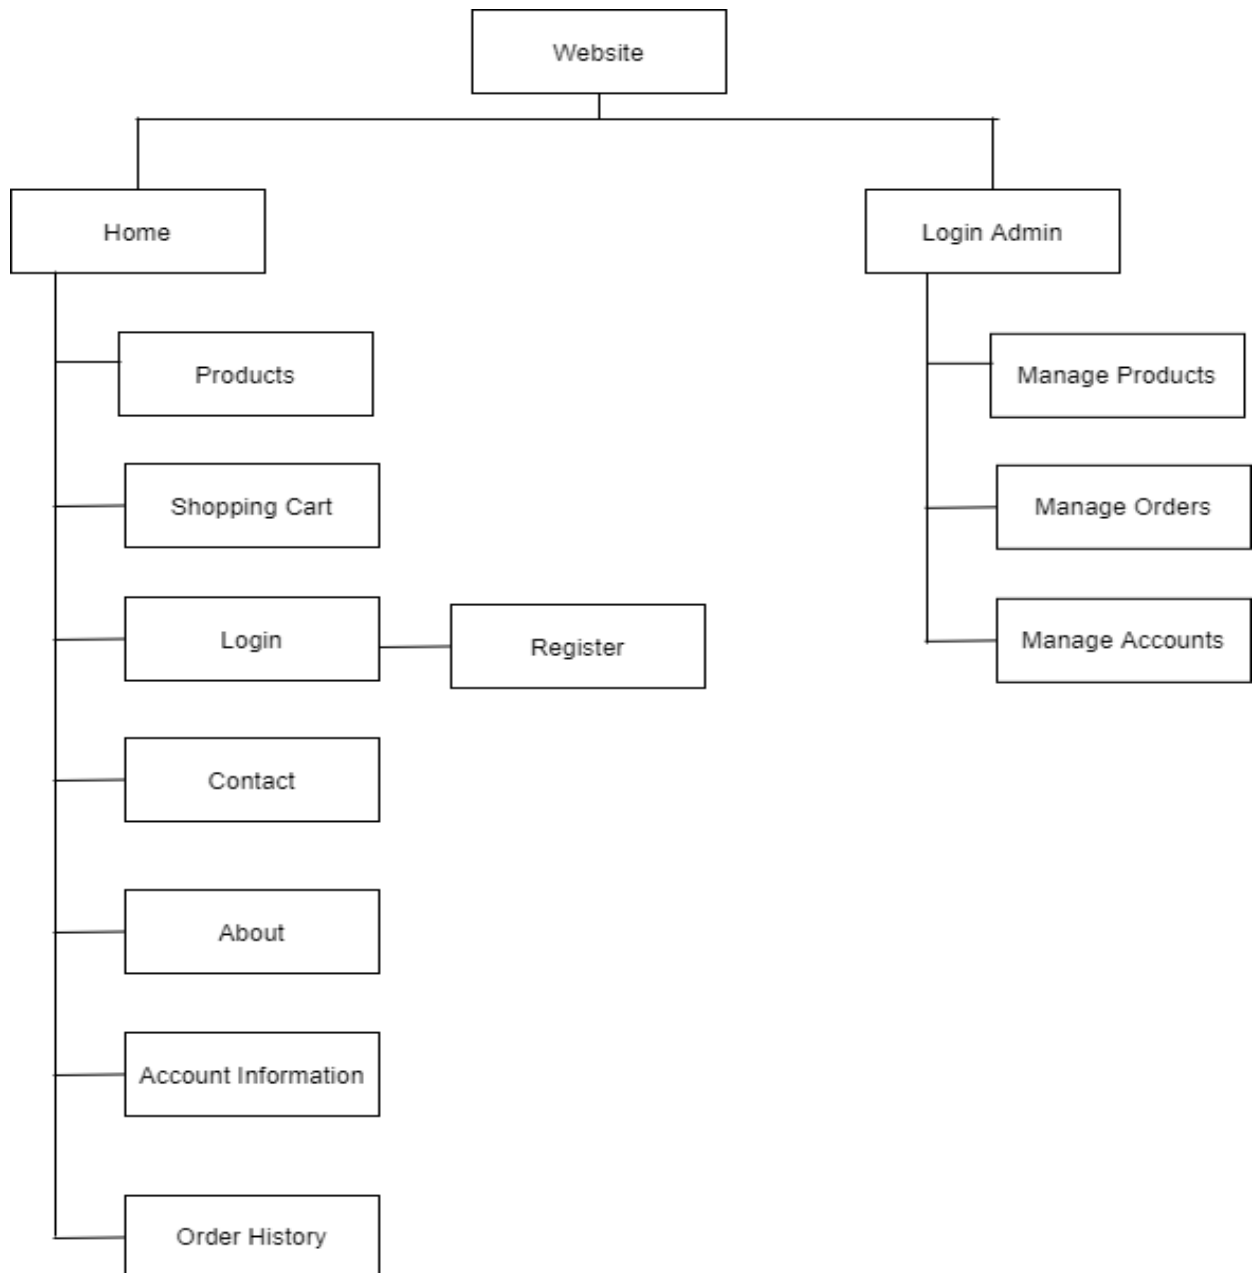 Website
Home
Login Admin
Products
Manage Products
Shopping Cart
Manage Orders
Login
Register
Manage Accounts
Contact
About
Account Information
Order History